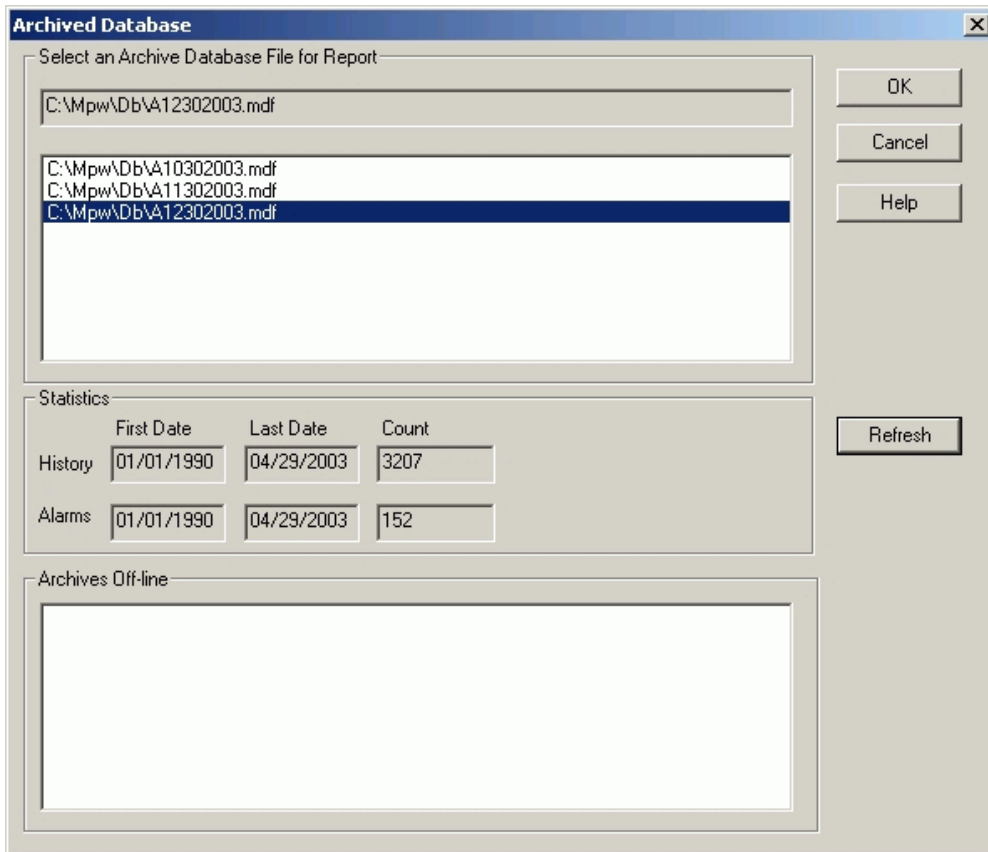 Archived Database
Select an Archive Database File for Report
C:\Mpw\Db\A12302003.mdf
OK
Cancel
Help
C:\Mpw\Db\A10302003.mdf
C:\Mpw\Db\A11302003.mdf
C:\Mpw\Db\A12302003.mdf
Statistics
First Date Last Date Count
History 01/01/1990 04/29/2003 3207
Alarms 01/01/1990 04/29/2003 152
Refresh
Archives Off-line